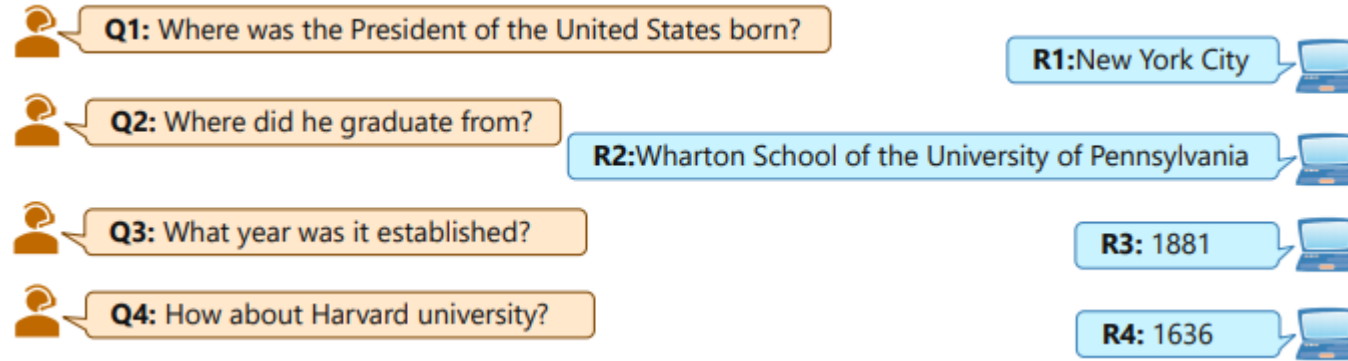 Q1: Where was the President of the United States born?
R1:New York City
Q2: Where did he graduate from?
R2:Wharton School of the University of Pennsylvania
Q3: What year was it established?
R3: 1881
Q4: How about Harvard university?
R4: 1636